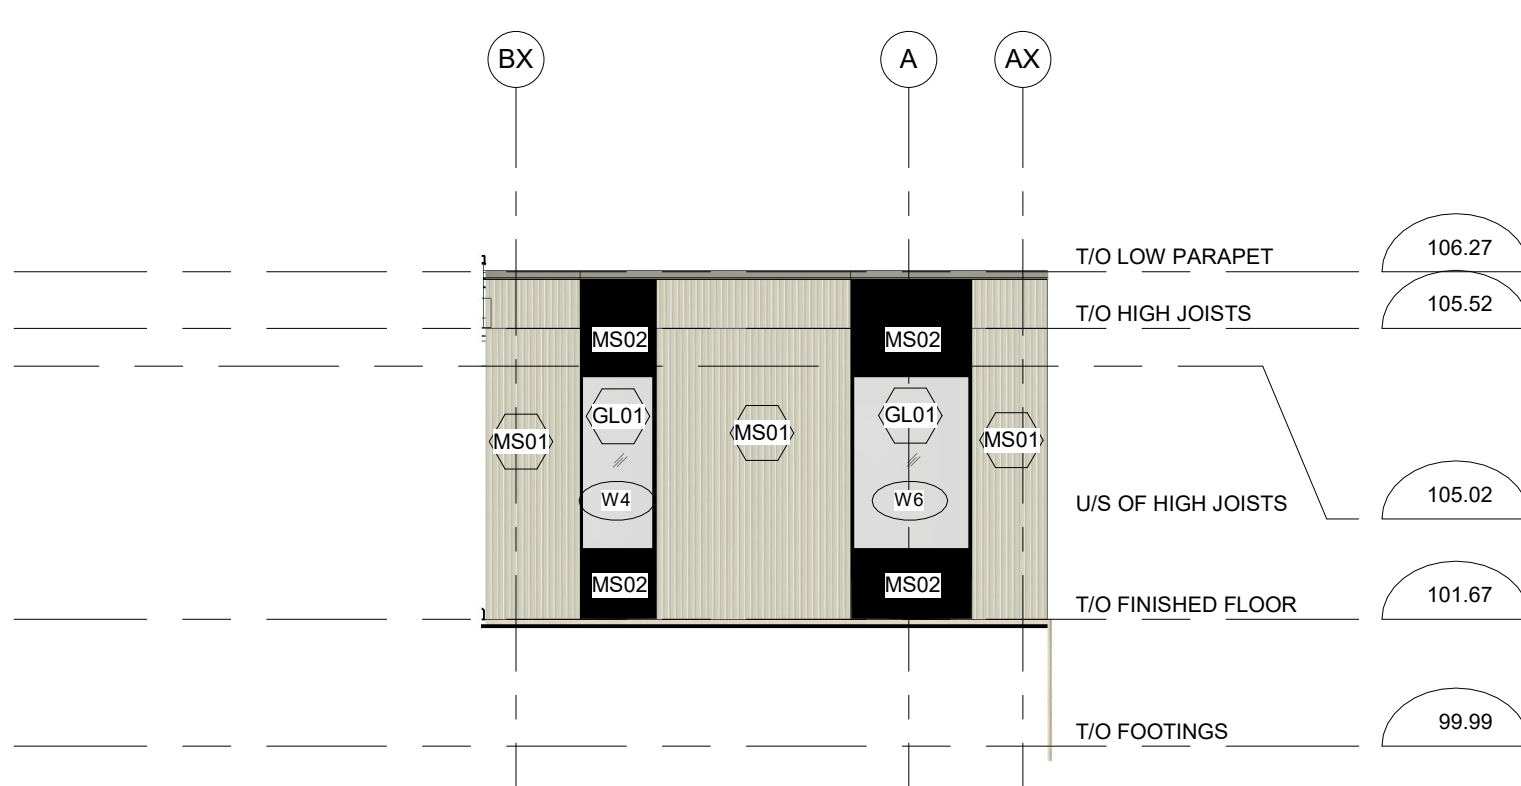 BX
A
AX
T/O LOW PARAPET
106.27
T/O HIGH JOISTS
105.52
MS02
MS02
GL01
GL01
MS01
MS01
MS01
W4
W6
U/S OF HIGH JOISTS
105.02
MS02
MS02
T/O FINISHED FLOOR
101.67
T/O FOOTINGS
99.99